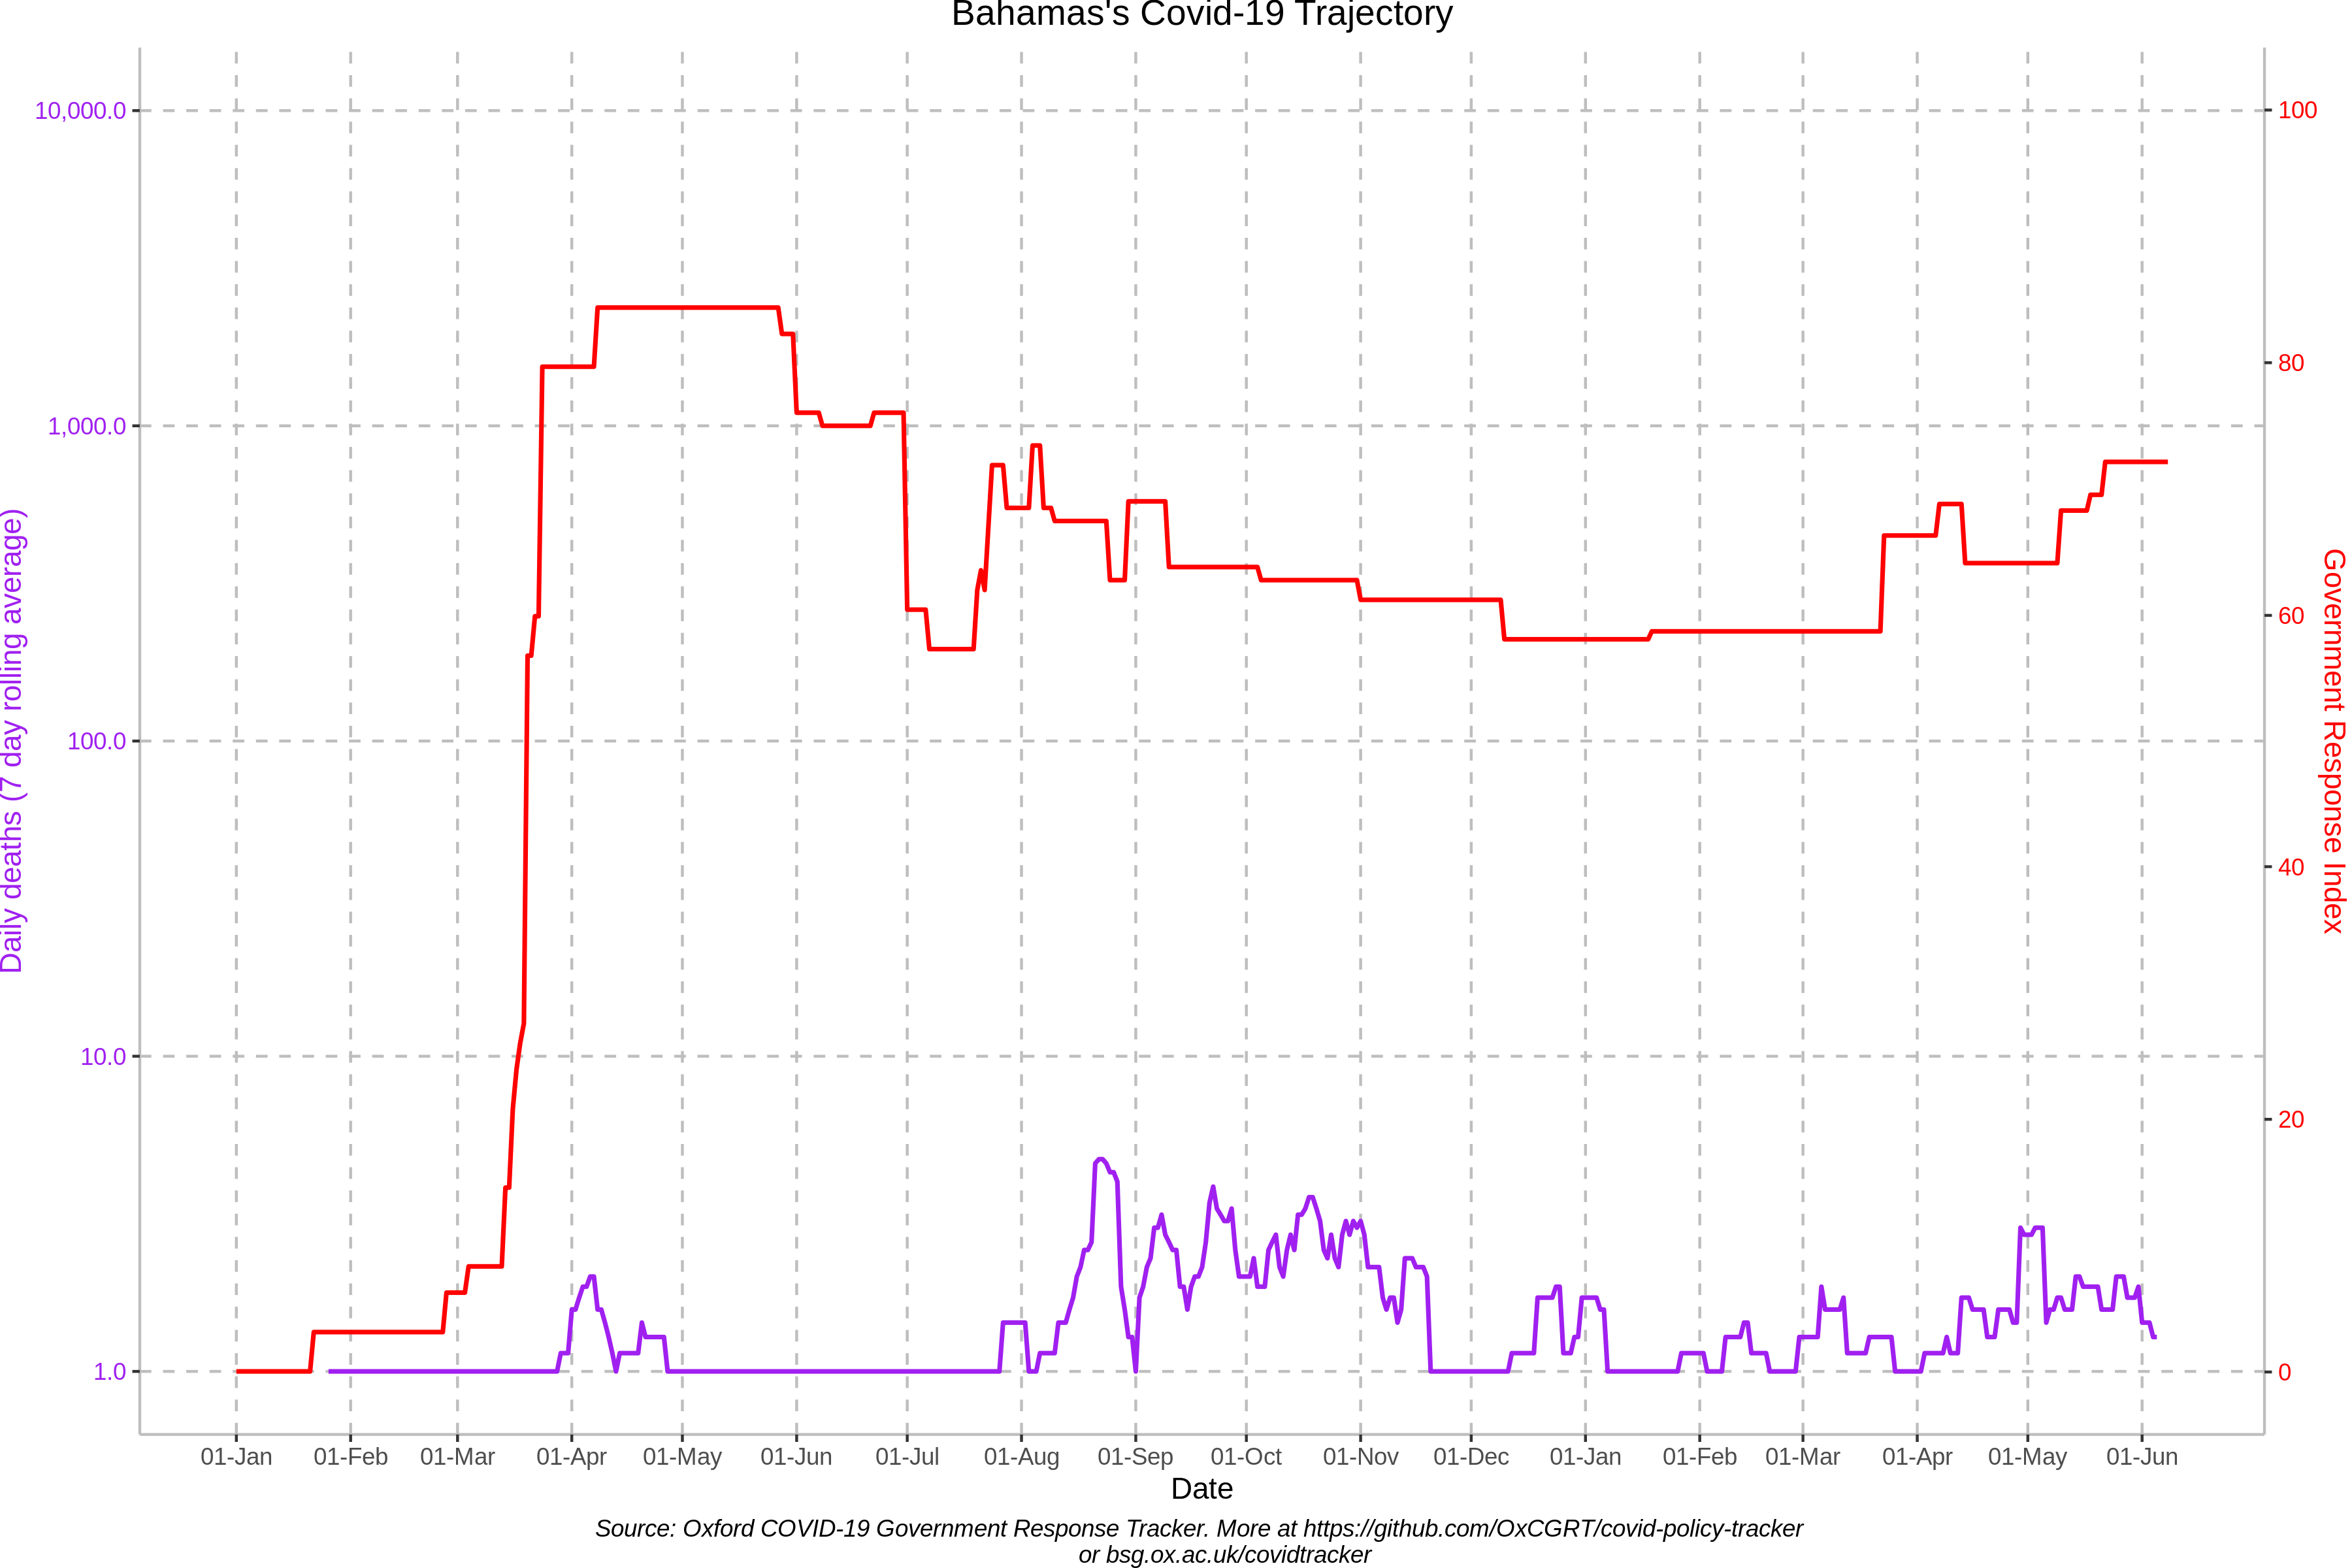 Bahamas's Covid-19 Trajectory
10,000.0
1,000.0
100.0
10.0
1.0
Daily deaths (7 day rolling average)
100
80
60
40
20
0
Government Response Index
01-Jan 01-Feb 01-Mar 01-Apr 01-May 01-Jun 01-Jul 01-Aug 01-Sep 01-Oct 01-Nov 01-Dec 01-Jan 01-Feb 01-Mar 01-Apr 01-May 01-Jun
Date
Source: Oxford COVID-19 Government Response Tracker. More at https://github.com/OxCGRT/covid-policy-tracker
or bsg.ox.ac.uk/covidtracker